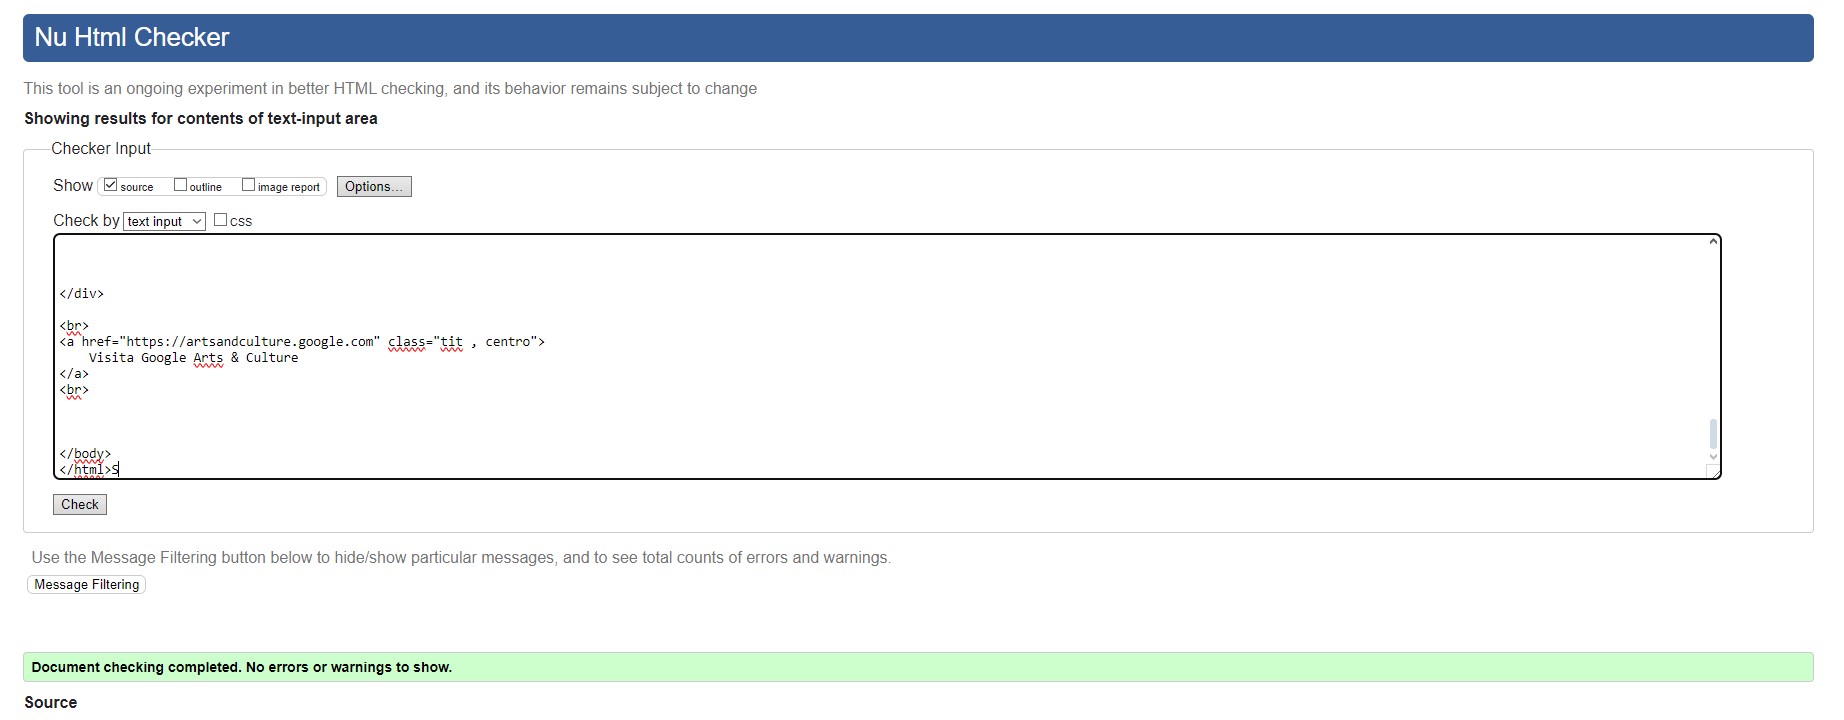 Nu Html Checker
This tool is an ongoing experiment in better HTML checking, and its behavior remains subject to change
Showing results for contents of text-input area
Checker Input
Show source outline image report Options...
Check by text input css
</div>
<br>
<a href="https://artsandculture.google.com" class="tit , centro">
Visita Google Arts & Culture
</a>
<br>
</body>
</html>S
Check
Use the Message Filtering button below to hide/show particular messages, and to see total counts of errors and warnings.
Message Filtering
Document checking completed. No errors or warnings to show.
Source